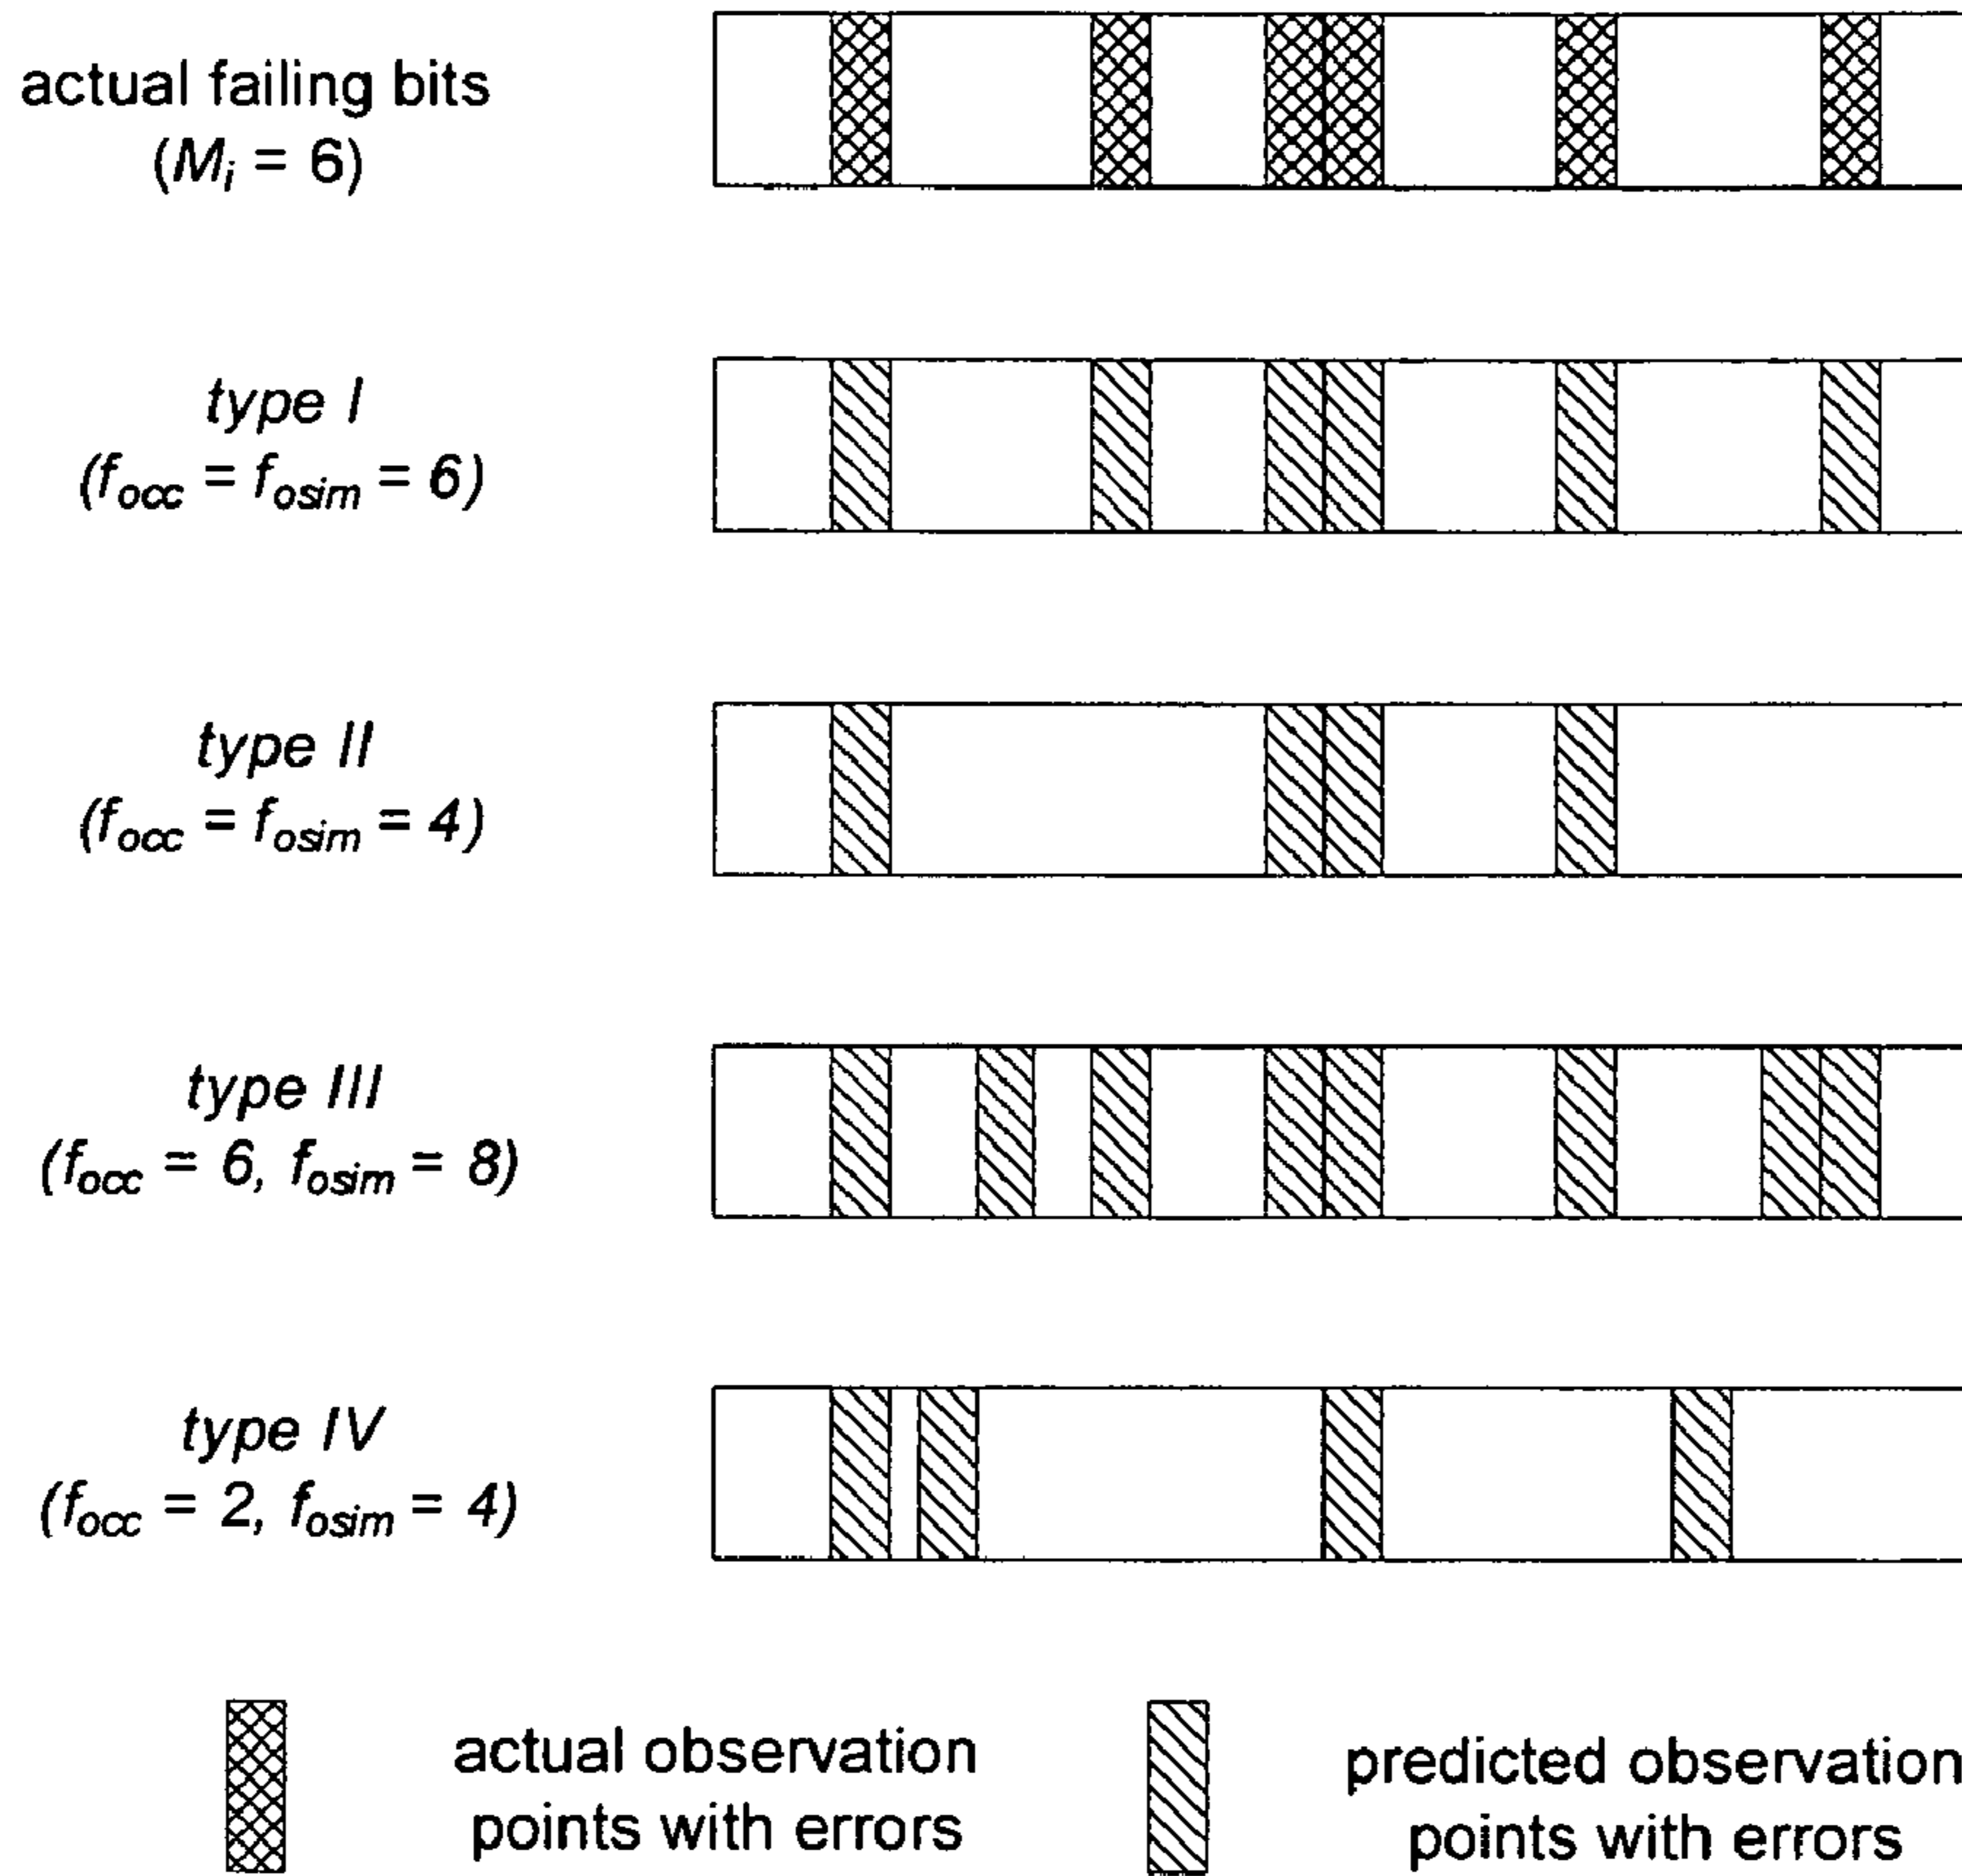 actual failing bits
(Mi = 6)
type I
(focc = fosim = 6)
type II
(focc = fosim = 4)
type III
(focc = 6, fosim = 8)
type IV
(focc = 2, fosim = 4)
actual observation
points with errors
predicted observation
points with errors